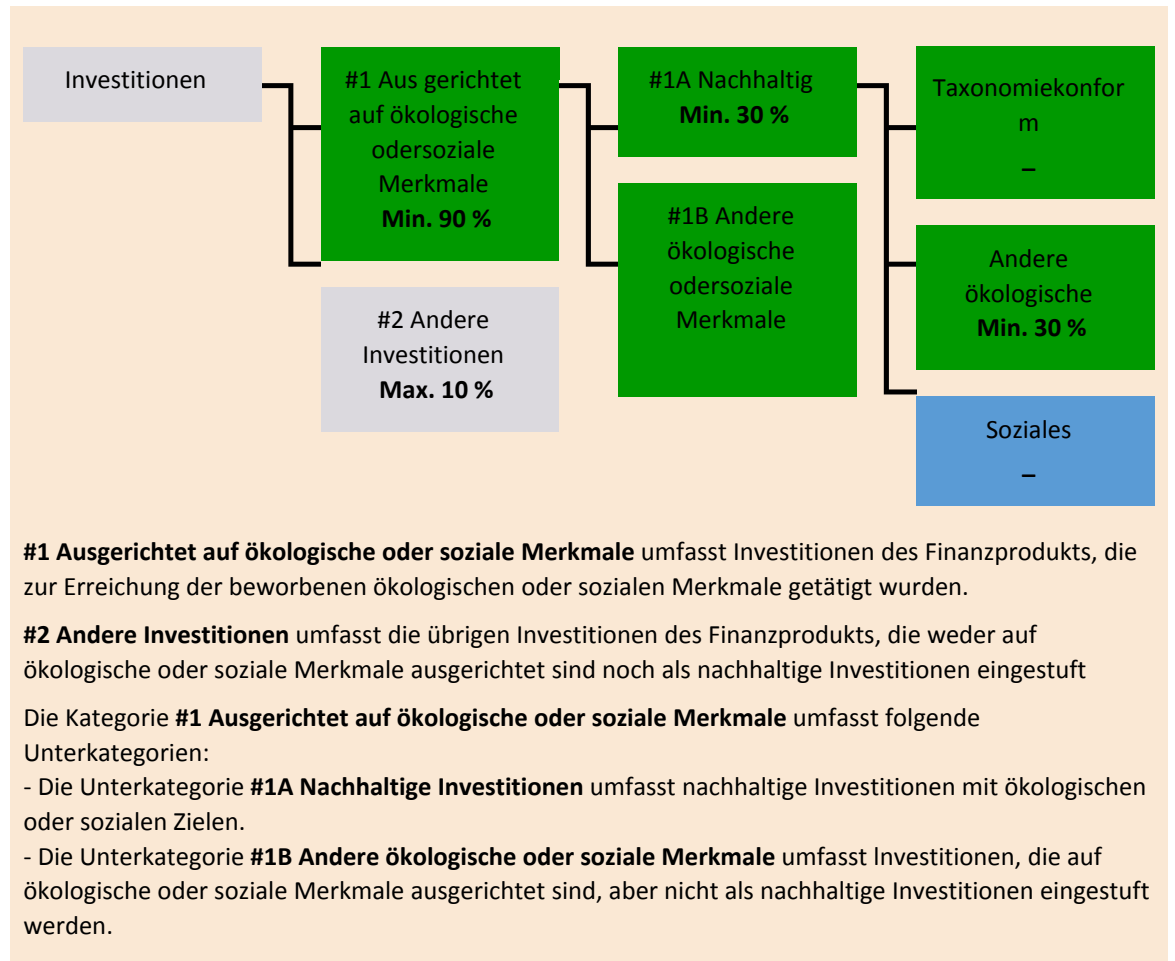 Investitionen
#1 Aus gerichtet
auf ökologische
odersoziale
Merkmale
Min. 90 %
#2 Andere
Investitionen
Max. 10 %
#1A Nachhaltig
Min. 30 %
#1B Andere
ökologische
odersoziale
Merkmale
Taxonomiekonfor
m
–
Andere
ökologische
Min. 30 %
Soziales
–
#1 Ausgerichtet auf ökologische oder soziale Merkmale umfasst Investitionen des Finanzprodukts, die
zur Erreichung der beworbenen ökologischen oder sozialen Merkmale getätigt wurden.
#2 Andere Investitionen umfasst die übrigen Investitionen des Finanzprodukts, die weder auf
ökologische oder soziale Merkmale ausgerichtet sind noch als nachhaltige Investitionen eingestuft
Die Kategorie #1 Ausgerichtet auf ökologische oder soziale Merkmale umfasst folgende
Unterkategorien:
- Die Unterkategorie #1A Nachhaltige Investitionen umfasst nachhaltige Investitionen mit ökologischen
oder sozialen Zielen.
- Die Unterkategorie #1B Andere ökologische oder soziale Merkmale umfasst lnvestitionen, die auf
ökologische oder soziale Merkmale ausgerichtet sind, aber nicht als nachhaltige Investitionen eingestuft
werden.